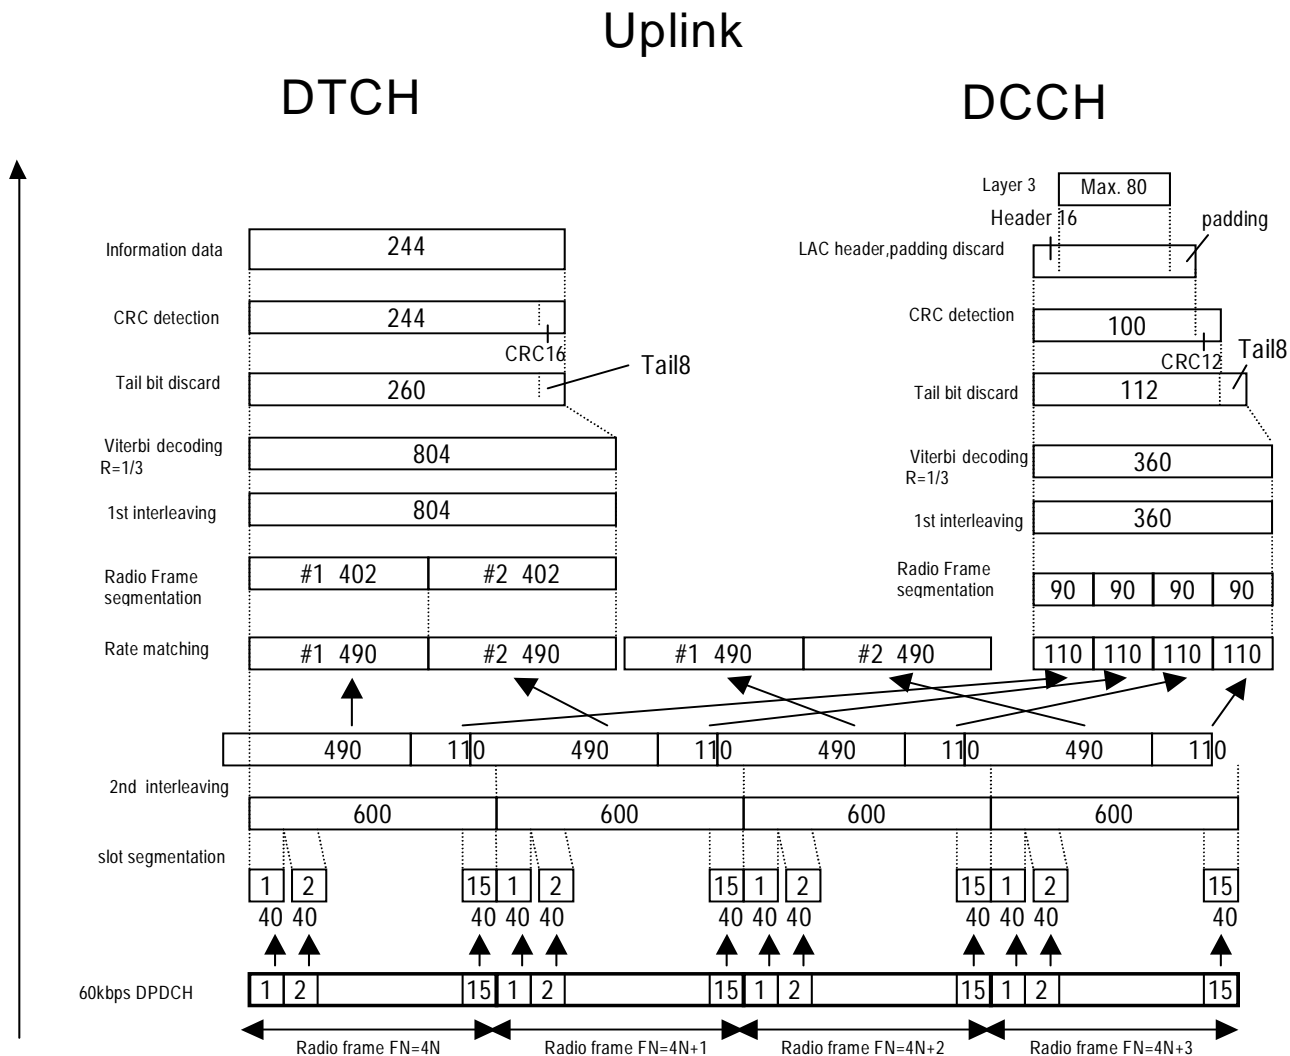 Uplink
DTCH
DCCH
Layer 3
Max. 80
Header 16
padding
Information data
244
LAC header,padding discard
CRC detection
244
CRC16
CRC detection
100
CRC12
Tail8
Tail8
Tail bit discard
260
Tail bit discard
112
Viterbi decoding
R=1/3
804
Viterbi decoding
R=1/3
360
1st interleaving
804
1st interleaving
360
Radio Frame
segmentation
#1 402
#2 402
Radio Frame
segmentation
90 90 90 90
Rate matching
#1 490
#2 490
#1 490
#2 490
110 110 110 110
490 110 490 110 490 110 490 110
2nd interleaving
600 600 600 600
slot segmentation
1 2 15 1 2 15 1 2 15 1 2 15
40 40 40 40 40 40 40 40 40 40 40 40
60kbps DPDCH
1 2 15 1 2 15 1 2 15 1 2 15
Radio frame FN=4N
Radio frame FN=4N+1
Radio frame FN=4N+2
Radio frame FN=4N+3